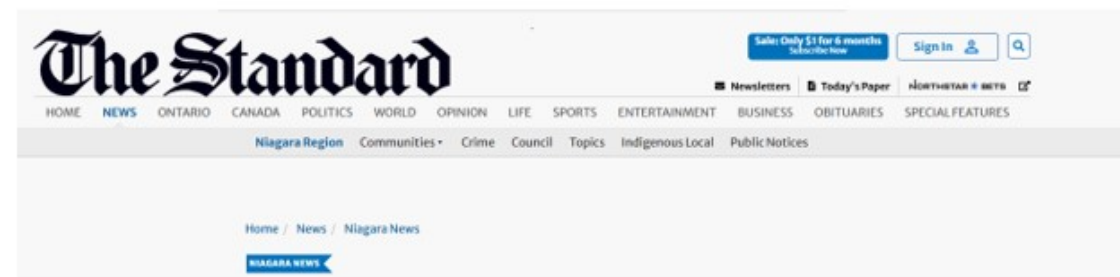 The Standard
Sale: Only $1 for 6 months
Subscribe Now
Sign In
Newsletters Today's Paper NORTHSTAR BETS
HOME NEWS ONTARIO CANADA POLITICS WORLD OPINION LIFE SPORTS ENTERTAINMENT BUSINESS OBITUARIES SPECIAL FEATURES
Niagara Region Communities Crime Council Topics Indigenous Local Public Notices
Home / News / Niagara News
NIAGARA NEWS